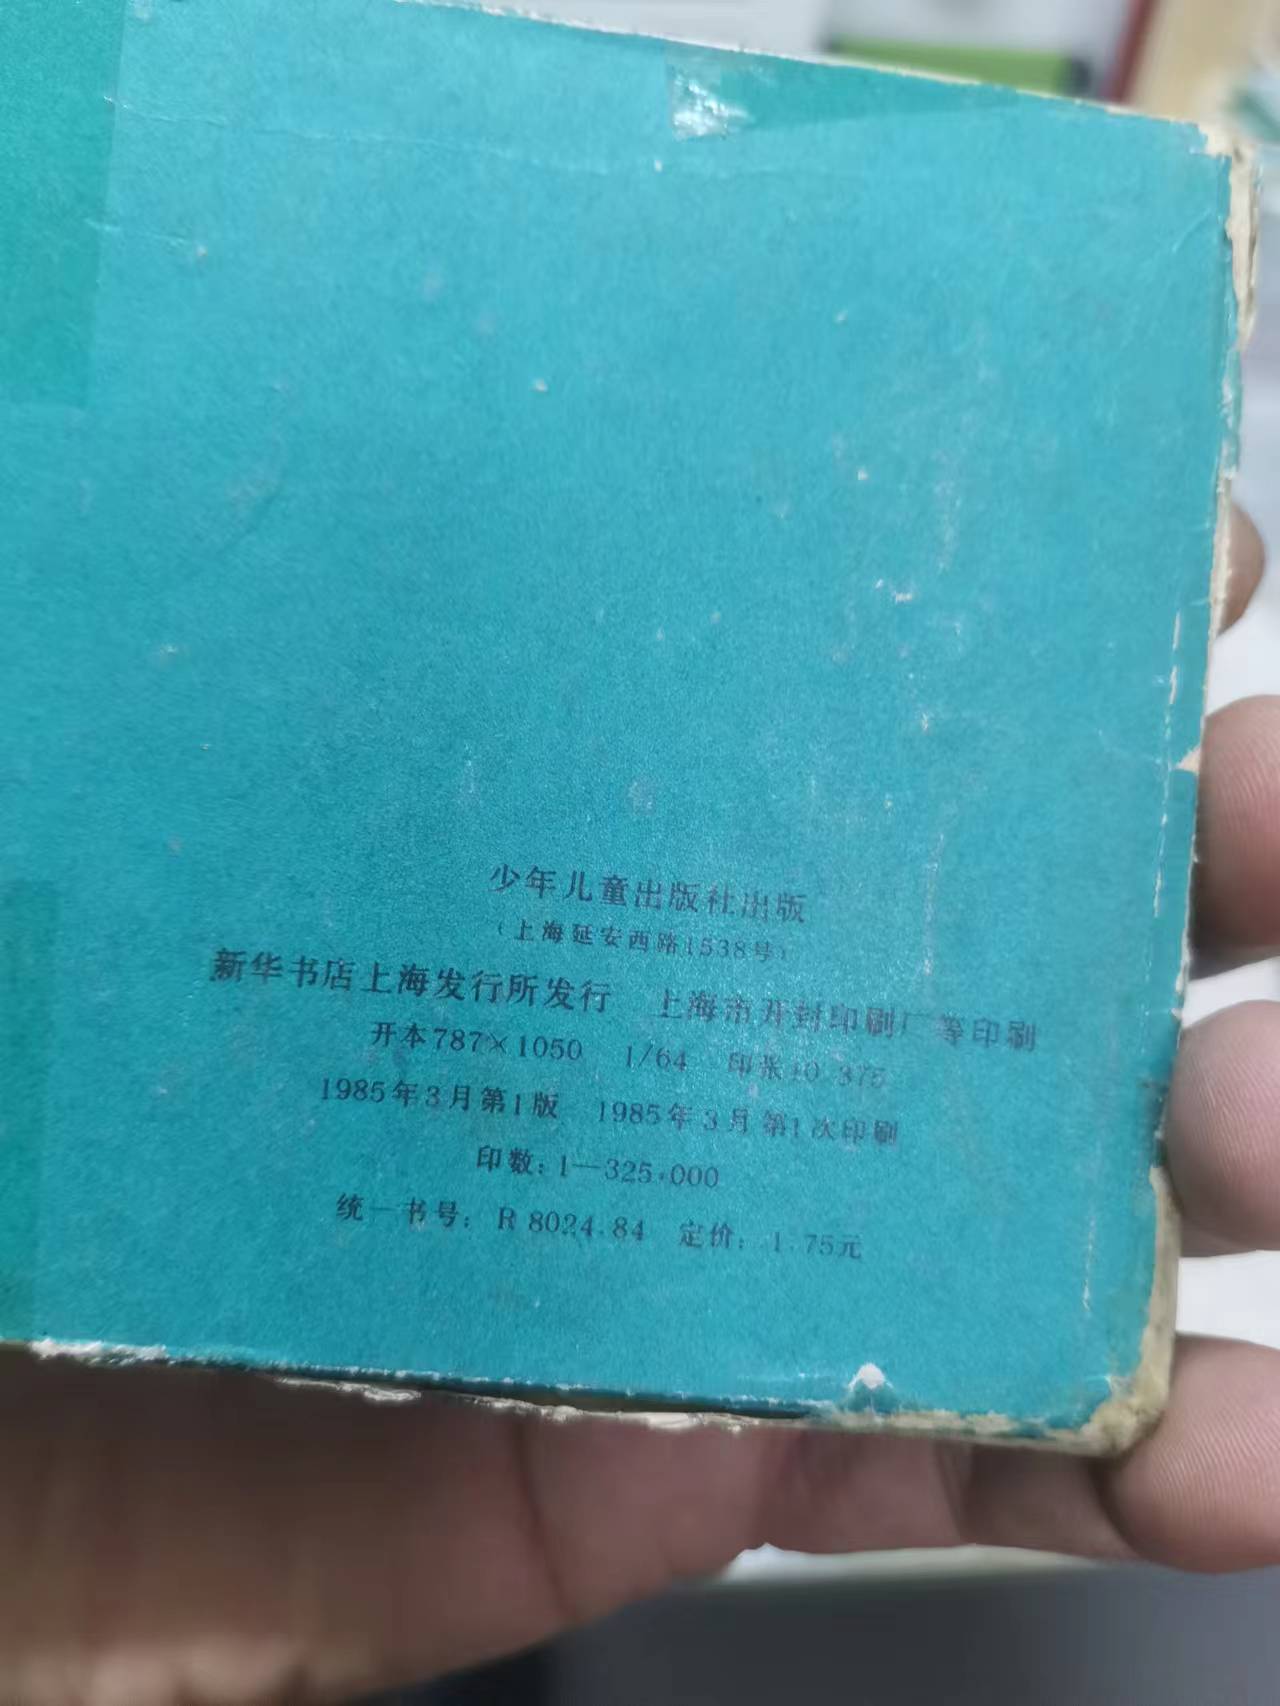 少年儿童出版社出版
(上海延安西路1538号)
新华书店上海发行所发行 上海市开封印刷厂等印刷
开本787×1050 1/64 印张10.375
1985年3月第1版 1985年3月第1次印刷
印数：1—325,000
统一书号：R 8024.84 定价：1.75元